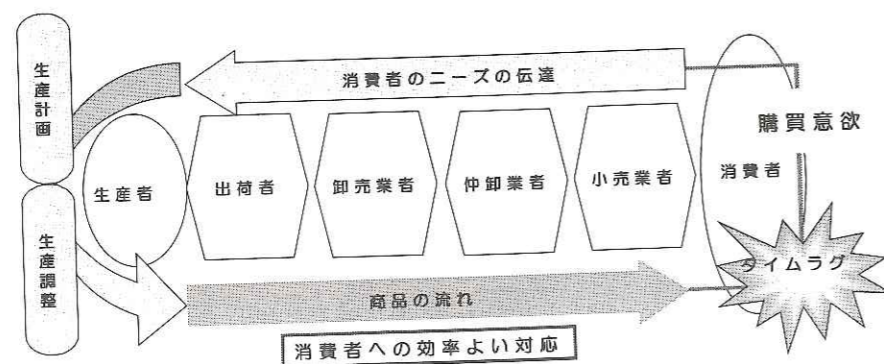 消費者のニーズの伝達
生産計画
購買意欲
生産者
出荷者
卸売業者
仲卸業者
小売業者
消費者
生産調整
タイムラグ
商品の流れ
消費者への効率よい対応